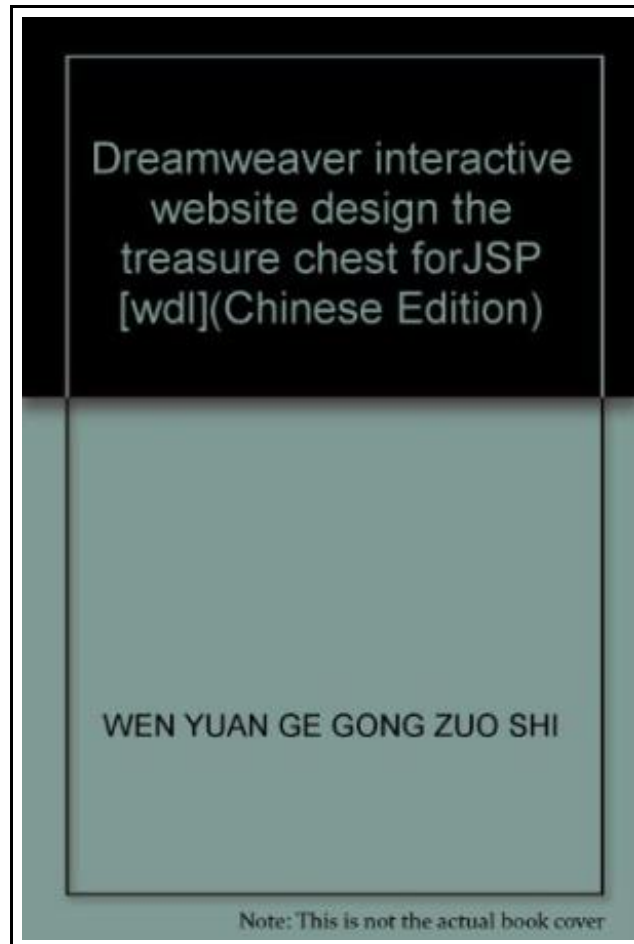 Dreamweaver interactive
website design the
treasure chest forJSP
[wdl](Chinese Edition)
WEN YUAN GE GONG ZUO SHI
Note: This is not the actual book cover